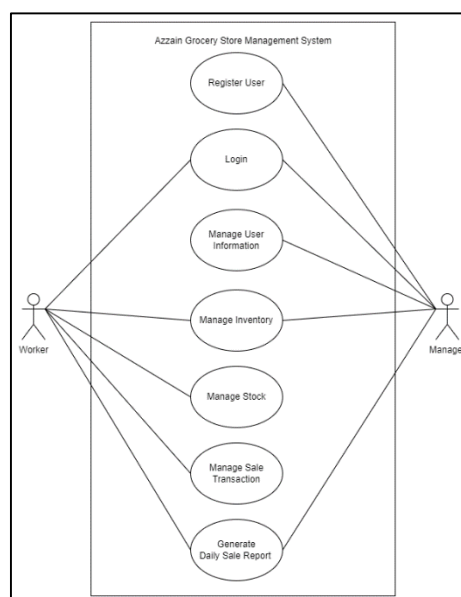 Azzain Grocery Store Management System
Register User
Login
Manage User
Information
Manage Inventory
Worker
Manage
Manage Stock
Manage Sale
Transaction
Generate
Daily Sale Report